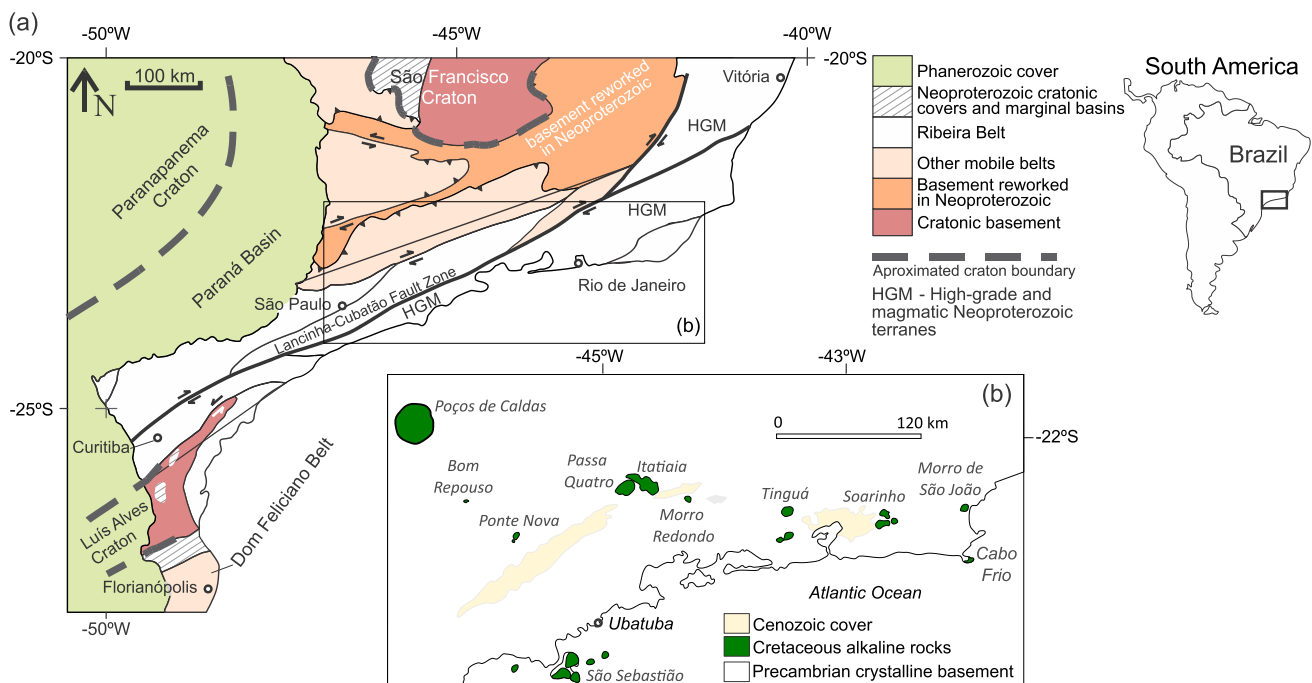 (a)
-50ºW
-45ºW
-40ºW
-20ºS
-20ºS
N
100 km
São Francisco
Craton
Vitória
HGM
basement reworked
in Neoproterozoic
Paranapanema
Craton
Paraná Basin
HGM
São Paulo
Rio de Janeiro
Lancinha-Cubatão Fault Zone
HGM
(b)
-25ºS
Curitiba
Luís Alves
Craton
Dom Feliciano Belt
Florianópolis
-50ºW
Phanerozoic cover
Neoproterozoic cratonic
covers and marginal basins
Ribeira Belt
Other mobile belts
Basement reworked
in Neoproterozoic
Cratonic basement
Aproximated craton boundary
HGM - High-grade and
magmatic Neoproterozoic
terranes
South America
Brazil
-45ºW
-43ºW
(b)
-22ºS
0
120 km
Poços de Caldas
Bom
Repouso
Ponte Nova
Passa
Quatro
Itatiaia
Morro
Redondo
Tinguá
Soarinho
Morro de
São João
Cabo
Frio
Atlantic Ocean
Ubatuba
São Sebastião
Cenozoic cover
Cretaceous alkaline rocks
Precambrian crystalline basement